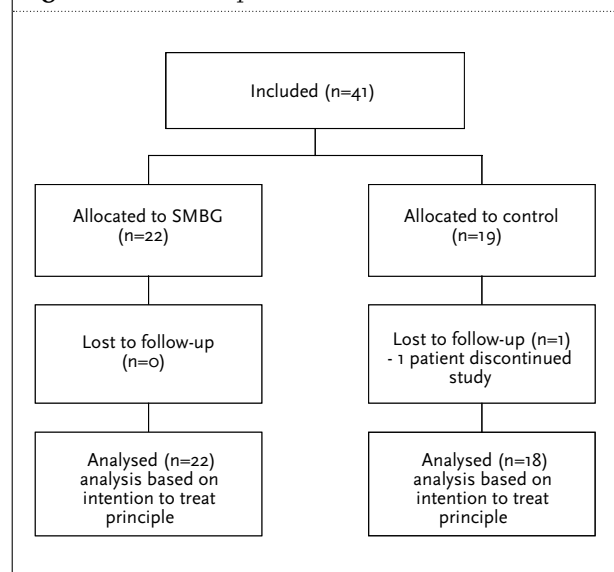 Included (n=41)
Allocated to SMBG
(n=22)
Allocated to control
(n=19)
Lost to follow-up
(n=0)
Lost to follow-up (n=1)
- 1 patient discontinued
study
Analysed (n=22)
analysis based on
intention to treat
principle
Analysed (n=18)
analysis based on
intention to treat
principle